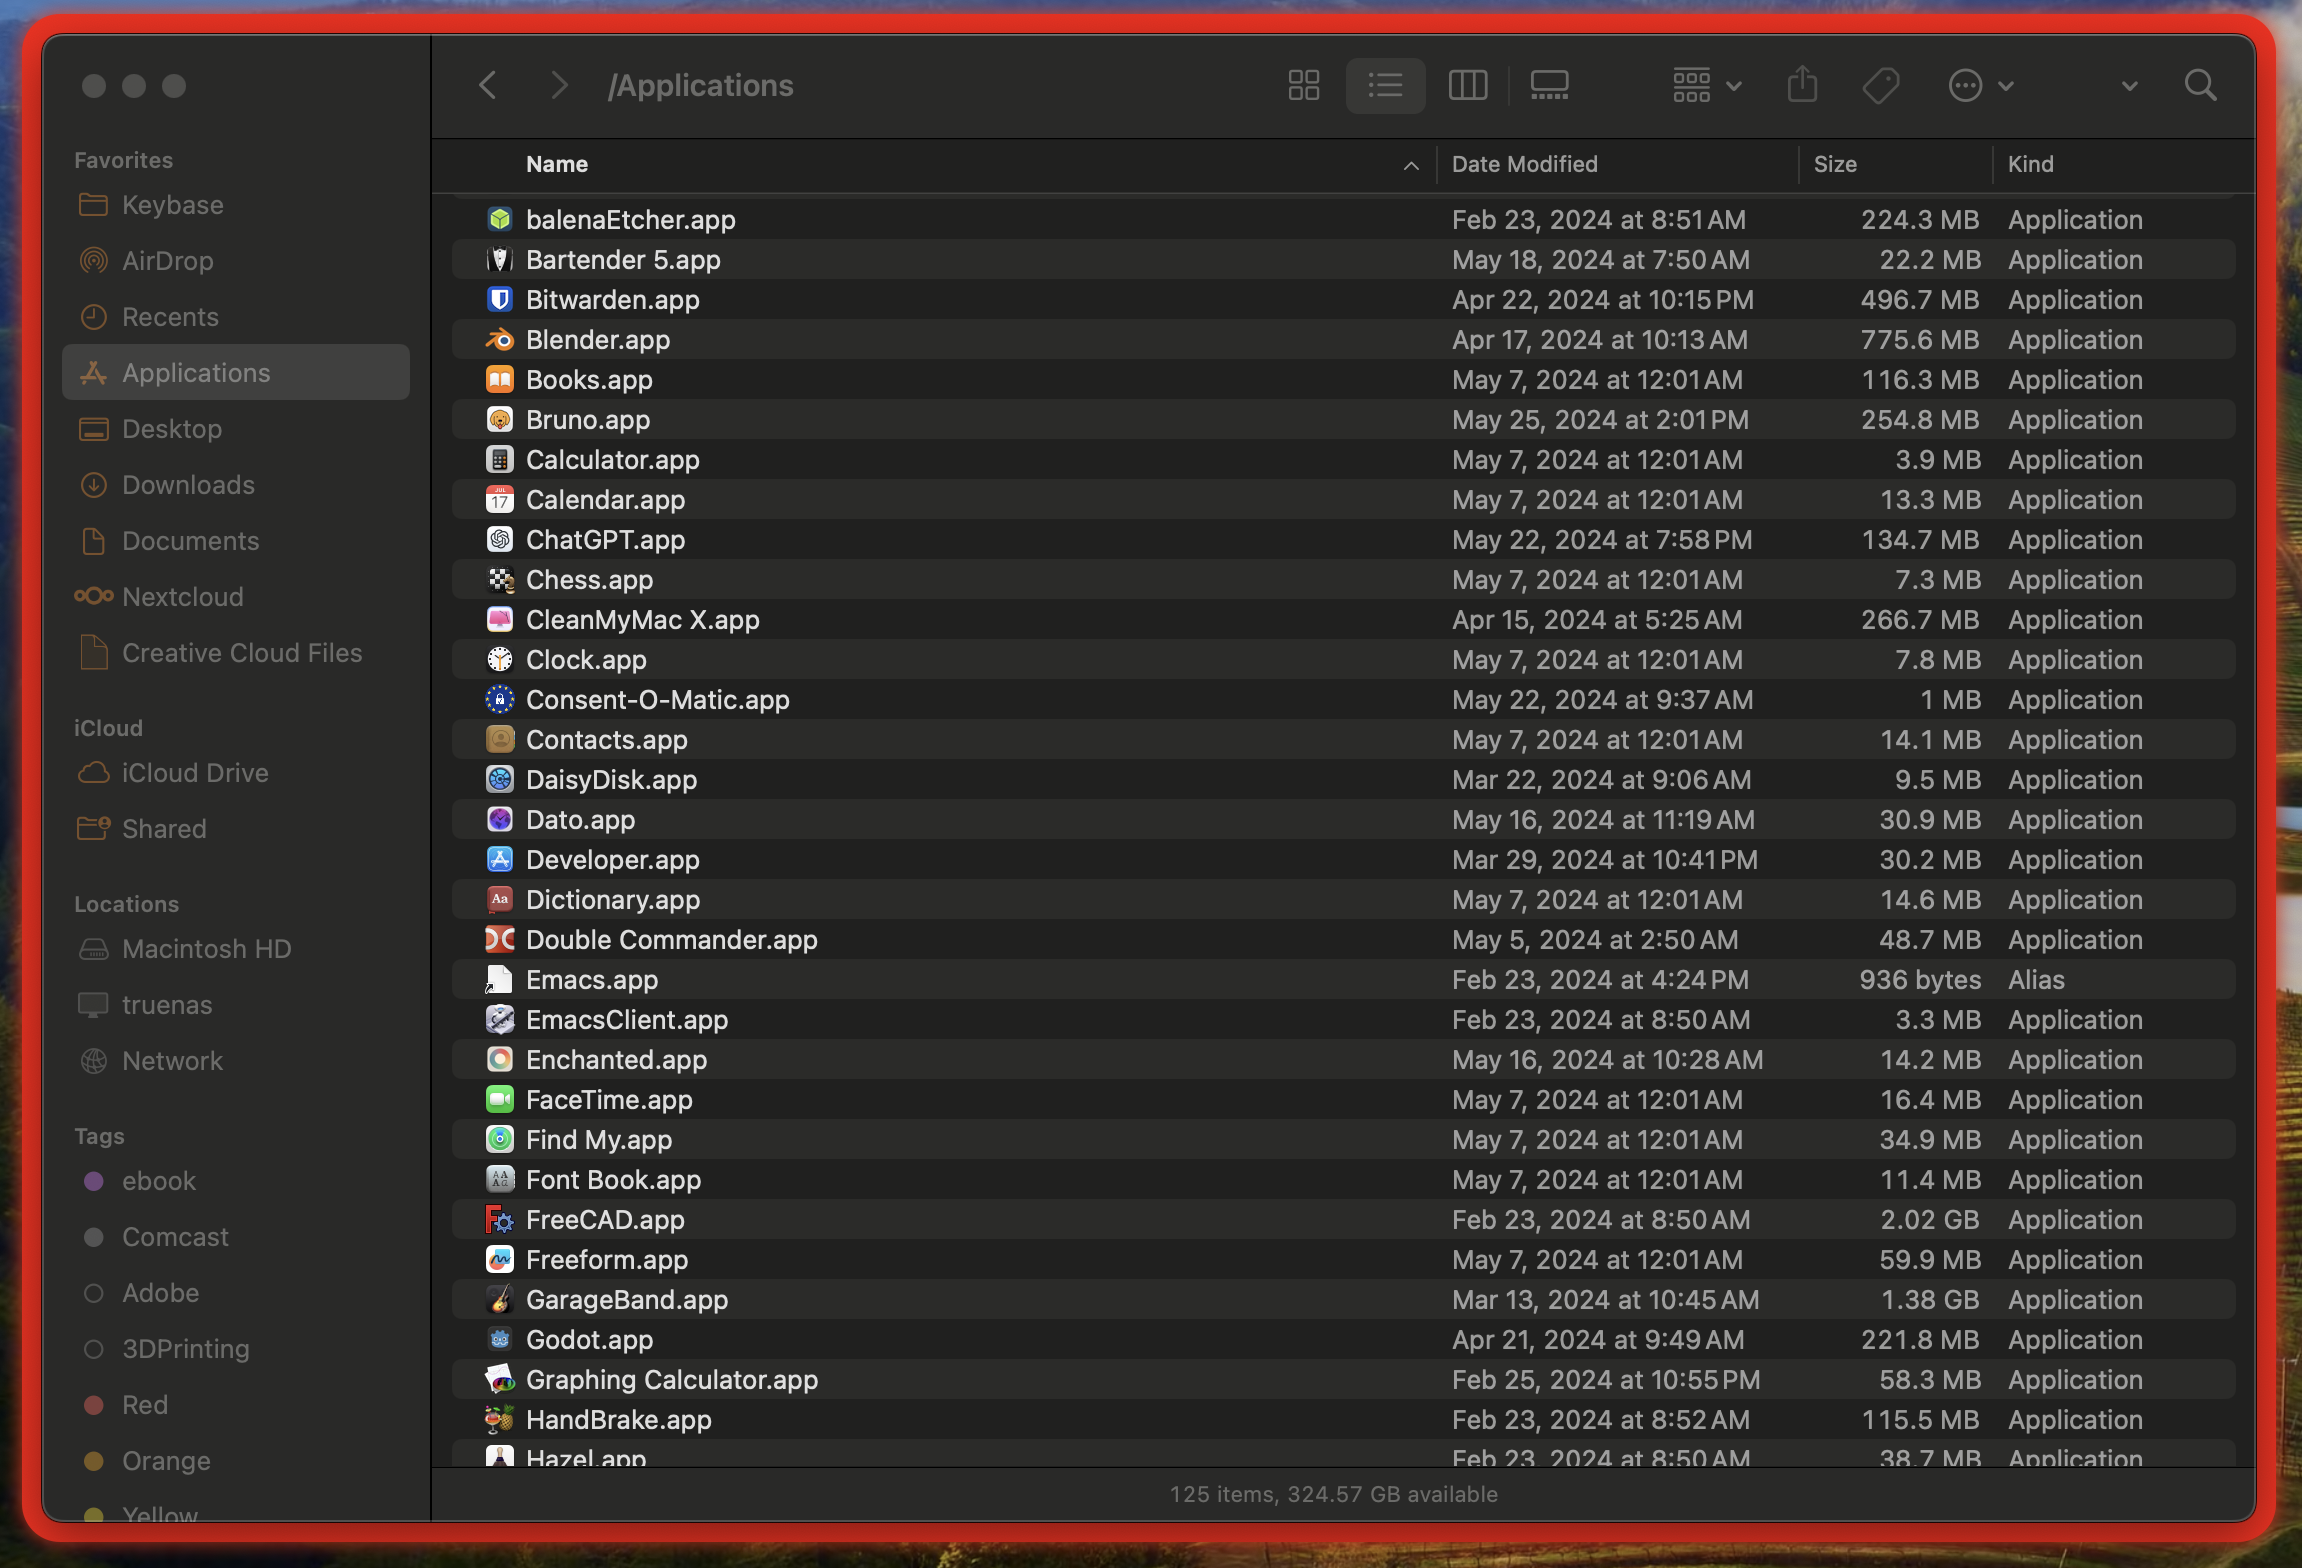 /Applications
Favorites
Keybase
AirDrop
Recents
Applications
Desktop
Downloads
Documents
Nextcloud
Creative Cloud Files
iCloud
iCloud Drive
Shared
Locations
Macintosh HD
truenas
Network
Tags
ebook
Comcast
Adobe
3DPrinting
Red
Orange
Yellow
Name Date Modified Size Kind
balenaEtcher.app Feb 23, 2024 at 8:51 AM 224.3 MB Application
Bartender 5.app May 18, 2024 at 7:50 AM 22.2 MB Application
Bitwarden.app Apr 22, 2024 at 10:15 PM 496.7 MB Application
Blender.app Apr 17, 2024 at 10:13 AM 775.6 MB Application
Books.app May 7, 2024 at 12:01 AM 116.3 MB Application
Bruno.app May 25, 2024 at 2:01 PM 254.8 MB Application
Calculator.app May 7, 2024 at 12:01 AM 3.9 MB Application
Calendar.app May 7, 2024 at 12:01 AM 13.3 MB Application
ChatGPT.app May 22, 2024 at 7:58 PM 134.7 MB Application
Chess.app May 7, 2024 at 12:01 AM 7.3 MB Application
CleanMyMac X.app Apr 15, 2024 at 5:25 AM 266.7 MB Application
Clock.app May 7, 2024 at 12:01 AM 7.8 MB Application
Consent-O-Matic.app May 22, 2024 at 9:37 AM 1 MB Application
Contacts.app May 7, 2024 at 12:01 AM 14.1 MB Application
DaisyDisk.app Mar 22, 2024 at 9:06 AM 9.5 MB Application
Dato.app May 16, 2024 at 11:19 AM 30.9 MB Application
Developer.app Mar 29, 2024 at 10:41 PM 30.2 MB Application
Dictionary.app May 7, 2024 at 12:01 AM 14.6 MB Application
Double Commander.app May 5, 2024 at 2:50 AM 48.7 MB Application
Emacs.app Feb 23, 2024 at 4:24 PM 936 bytes Alias
EmacsClient.app Feb 23, 2024 at 8:50 AM 3.3 MB Application
Enchanted.app May 16, 2024 at 10:28 AM 14.2 MB Application
FaceTime.app May 7, 2024 at 12:01 AM 16.4 MB Application
Find My.app May 7, 2024 at 12:01 AM 34.9 MB Application
Font Book.app May 7, 2024 at 12:01 AM 11.4 MB Application
FreeCAD.app Feb 23, 2024 at 8:50 AM 2.02 GB Application
Freeform.app May 7, 2024 at 12:01 AM 59.9 MB Application
GarageBand.app Mar 13, 2024 at 10:45 AM 1.38 GB Application
Godot.app Apr 21, 2024 at 9:49 AM 221.8 MB Application
Graphing Calculator.app Feb 25, 2024 at 10:55 PM 58.3 MB Application
HandBrake.app Feb 23, 2024 at 8:52 AM 115.5 MB Application
Hazel.app Feb 23, 2024 at 8:50 AM 38.7 MB Application
125 items, 324.57 GB available